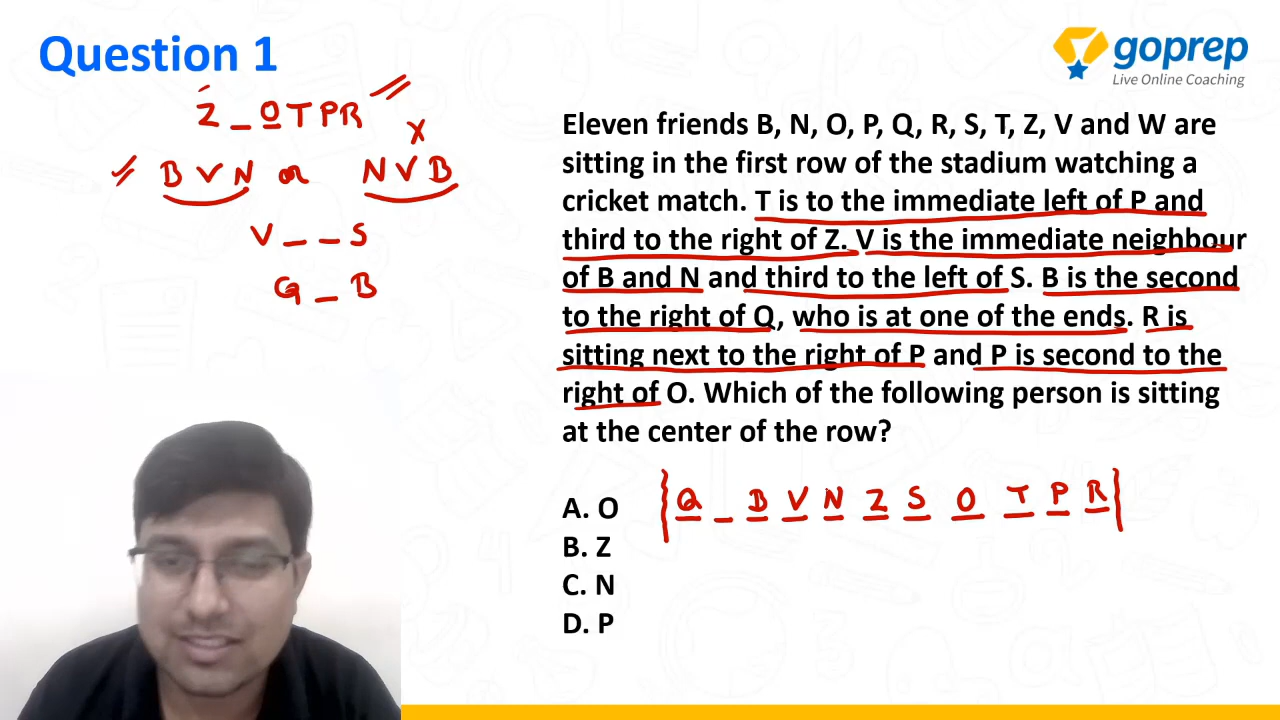 Question 1
goprep
Live Online Coaching
Z _ O T P R
B V N or N V B
V _ _ S
Q _ B
Eleven friends B, N, O, P, Q, R, S, T, Z, V and W are
sitting in the first row of the stadium watching a
cricket match. T is to the immediate left of P and
third to the right of Z. V is the immediate neighbour
of B and N and third to the left of S. B is the second
to the right of Q, who is at one of the ends. R is
sitting next to the right of P and P is second to the
right of O. Which of the following person is sitting
at the center of the row?
A. O
B. Z
C. N
D. P
Q _ B V N Z S O T P R